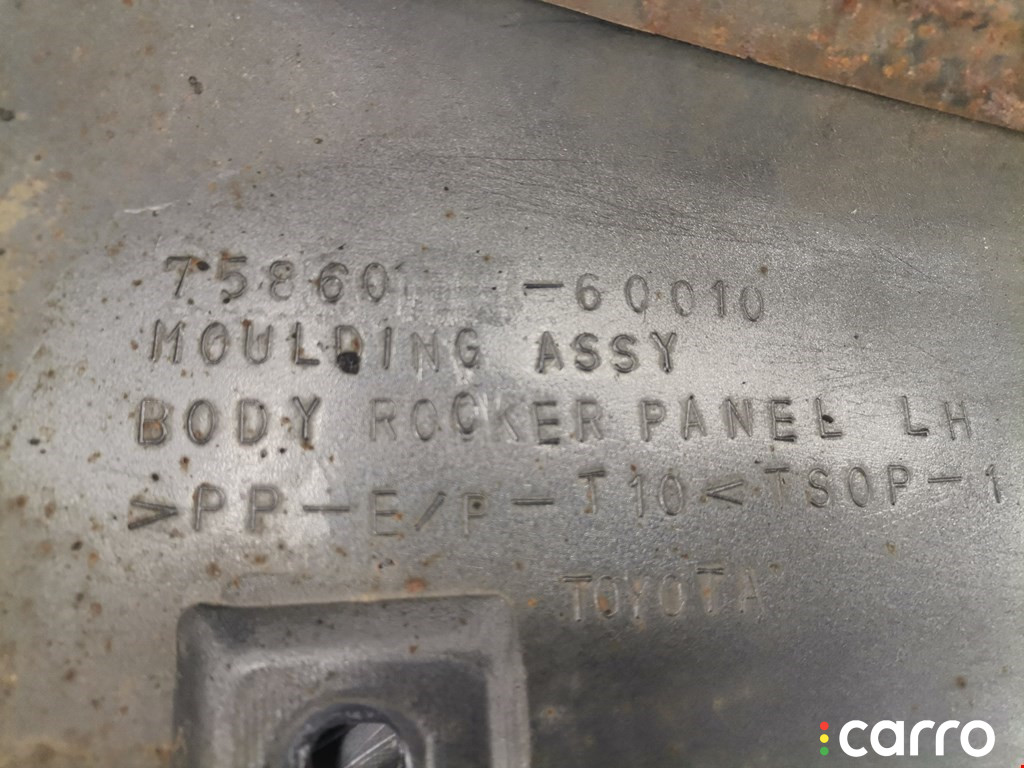 75860 -60010
MOULDING ASSY
BODY ROCKER PANEL LH
>PP-E/P-T10< TSOP-1
TOYOTA
carro